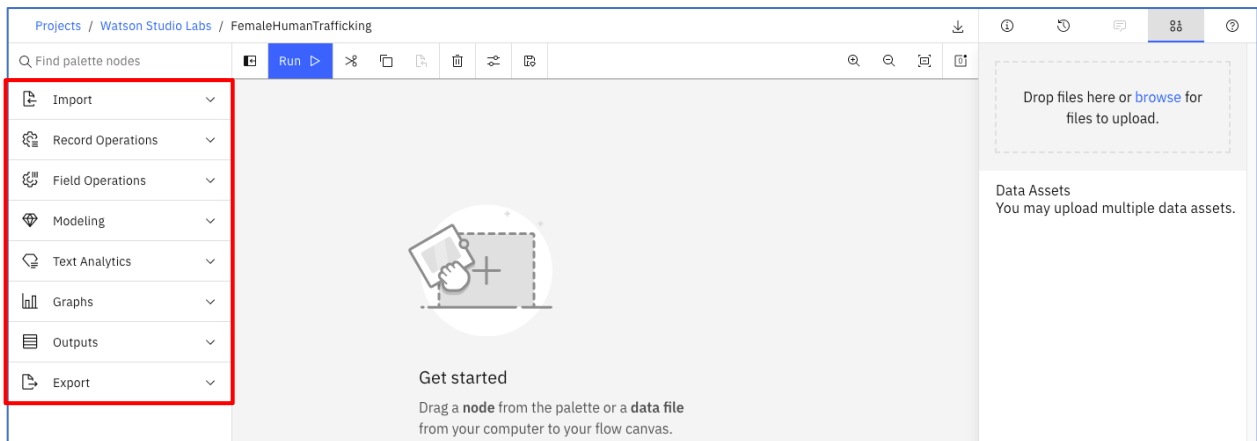 Projects / Watson Studio Labs / FemaleHumanTrafficking
Find palette nodes
Run
Import
Record Operations
Field Operations
Modeling
Text Analytics
Graphs
Outputs
Export
Get started
Drag a node from the palette or a data file
from your computer to your flow canvas.
Drop files here or browse for
files to upload.
Data Assets
You may upload multiple data assets.